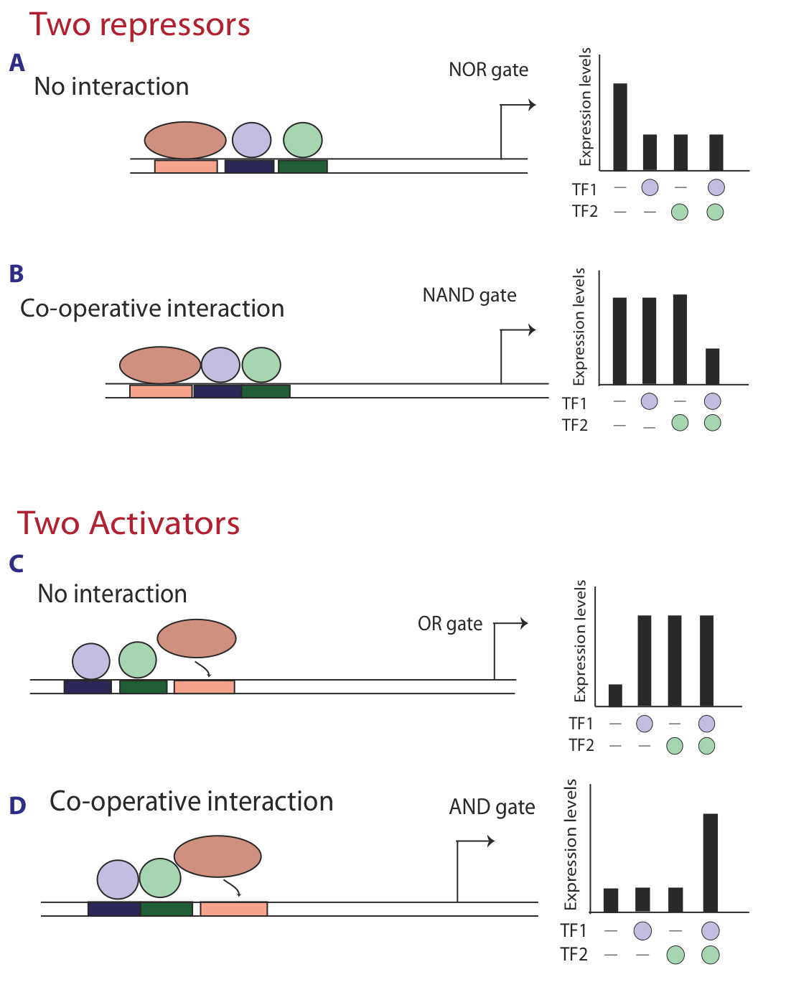 Two repressors
A
No interaction
NOR gate
Expression levels
TF1
TF2
B
Co-operative interaction
NAND gate
Expression levels
TF1
TF2
Two Activators
C
No interaction
OR gate
Expression levels
TF1
TF2
D
Co-operative interaction
AND gate
Expression levels
TF1
TF2